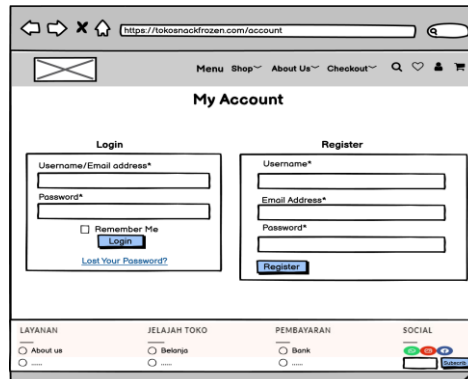 https://tokosnackfrozen.com/account
Menu Shop About Us Checkout
My Account
Login
Username/Email address*
Password*
Remember Me
Login
Lost Your Password?
Register
Username*
Email Address*
Password*
Register
LAYANAN JELAJAH TOKO PEMBAYARAN SOCIAL
About us Belanja Bank
...... ...... ......